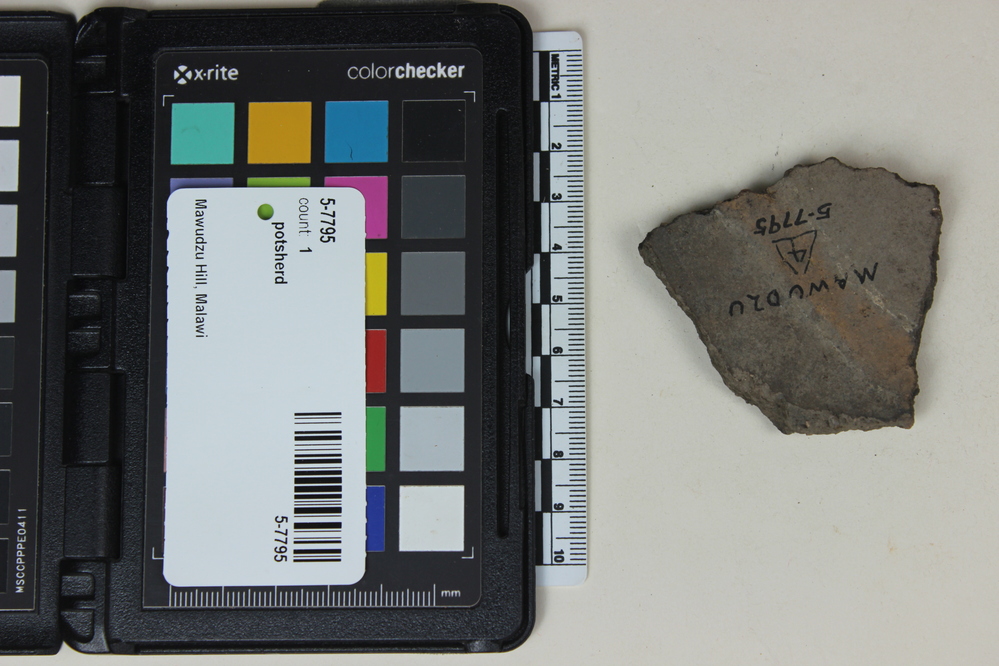 x·rite
colorchecker
METRIC 1
2
3
4
5
6
7
8
9
10
5-7795
count 1
potsherd
Mawudzu Hill, Malawi
5-7795
mm
MSCCPPPE0411
MAWUDZU
4
5-7795